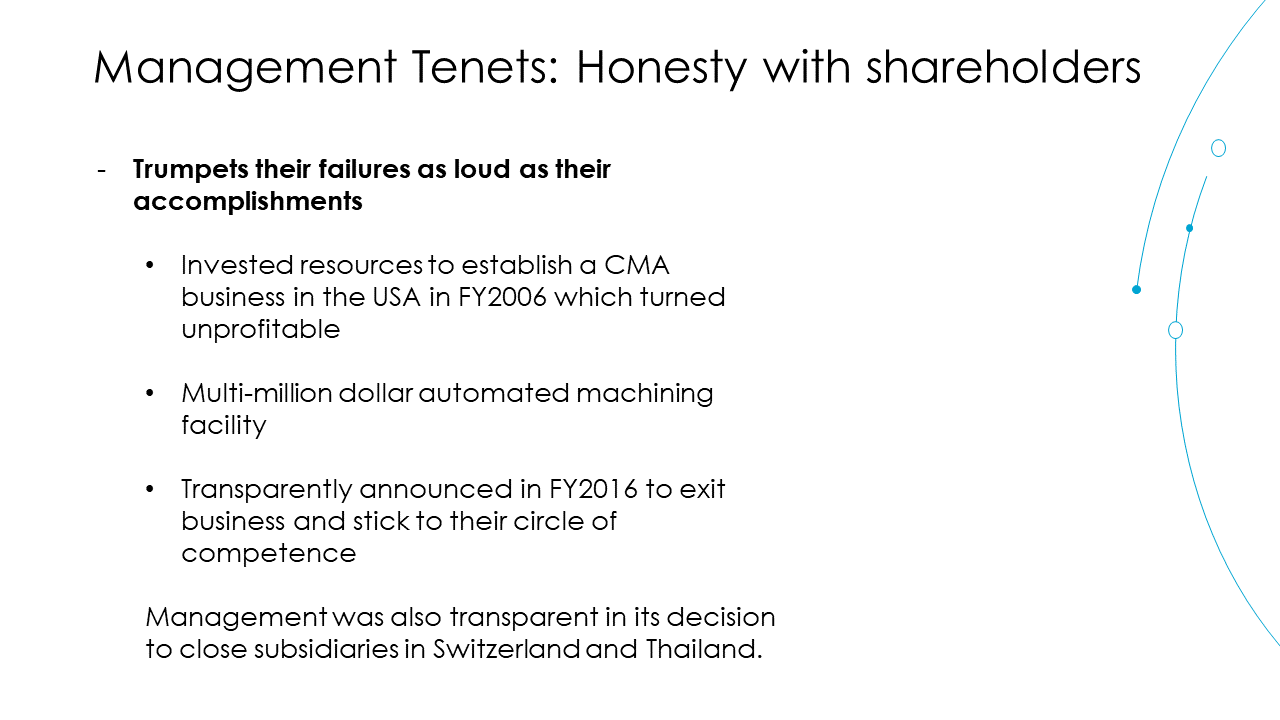 Management Tenets: Honesty with shareholders
- Trumpets their failures as loud as their
accomplishments
• Invested resources to establish a CMA
business in the USA in FY2006 which turned
unprofitable
• Multi-million dollar automated machining
facility
• Transparently announced in FY2016 to exit
business and stick to their circle of
competence
Management was also transparent in its decision
to close subsidiaries in Switzerland and Thailand.